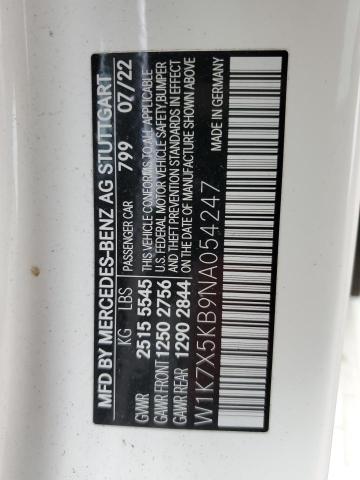 MFD BY MERCEDES-BENZ AG STUTTGART
KG LBS PASSENGER CAR 799 07/22
GVWR 2515 5545 THIS VEHICLE CONFORMS TO ALL APPLICABLE
GAWR FRONT 1250 2756 U.S. FEDERAL MOTOR VEHICLE SAFETY, BUMPER
GAWR REAR 1290 2844 AND THEFT PREVENTION STANDARDS IN EFFECT
ON THE DATE OF MANUFACTURE SHOWN ABOVE
W1K7X5KB9NA054247 MADE IN GERMANY